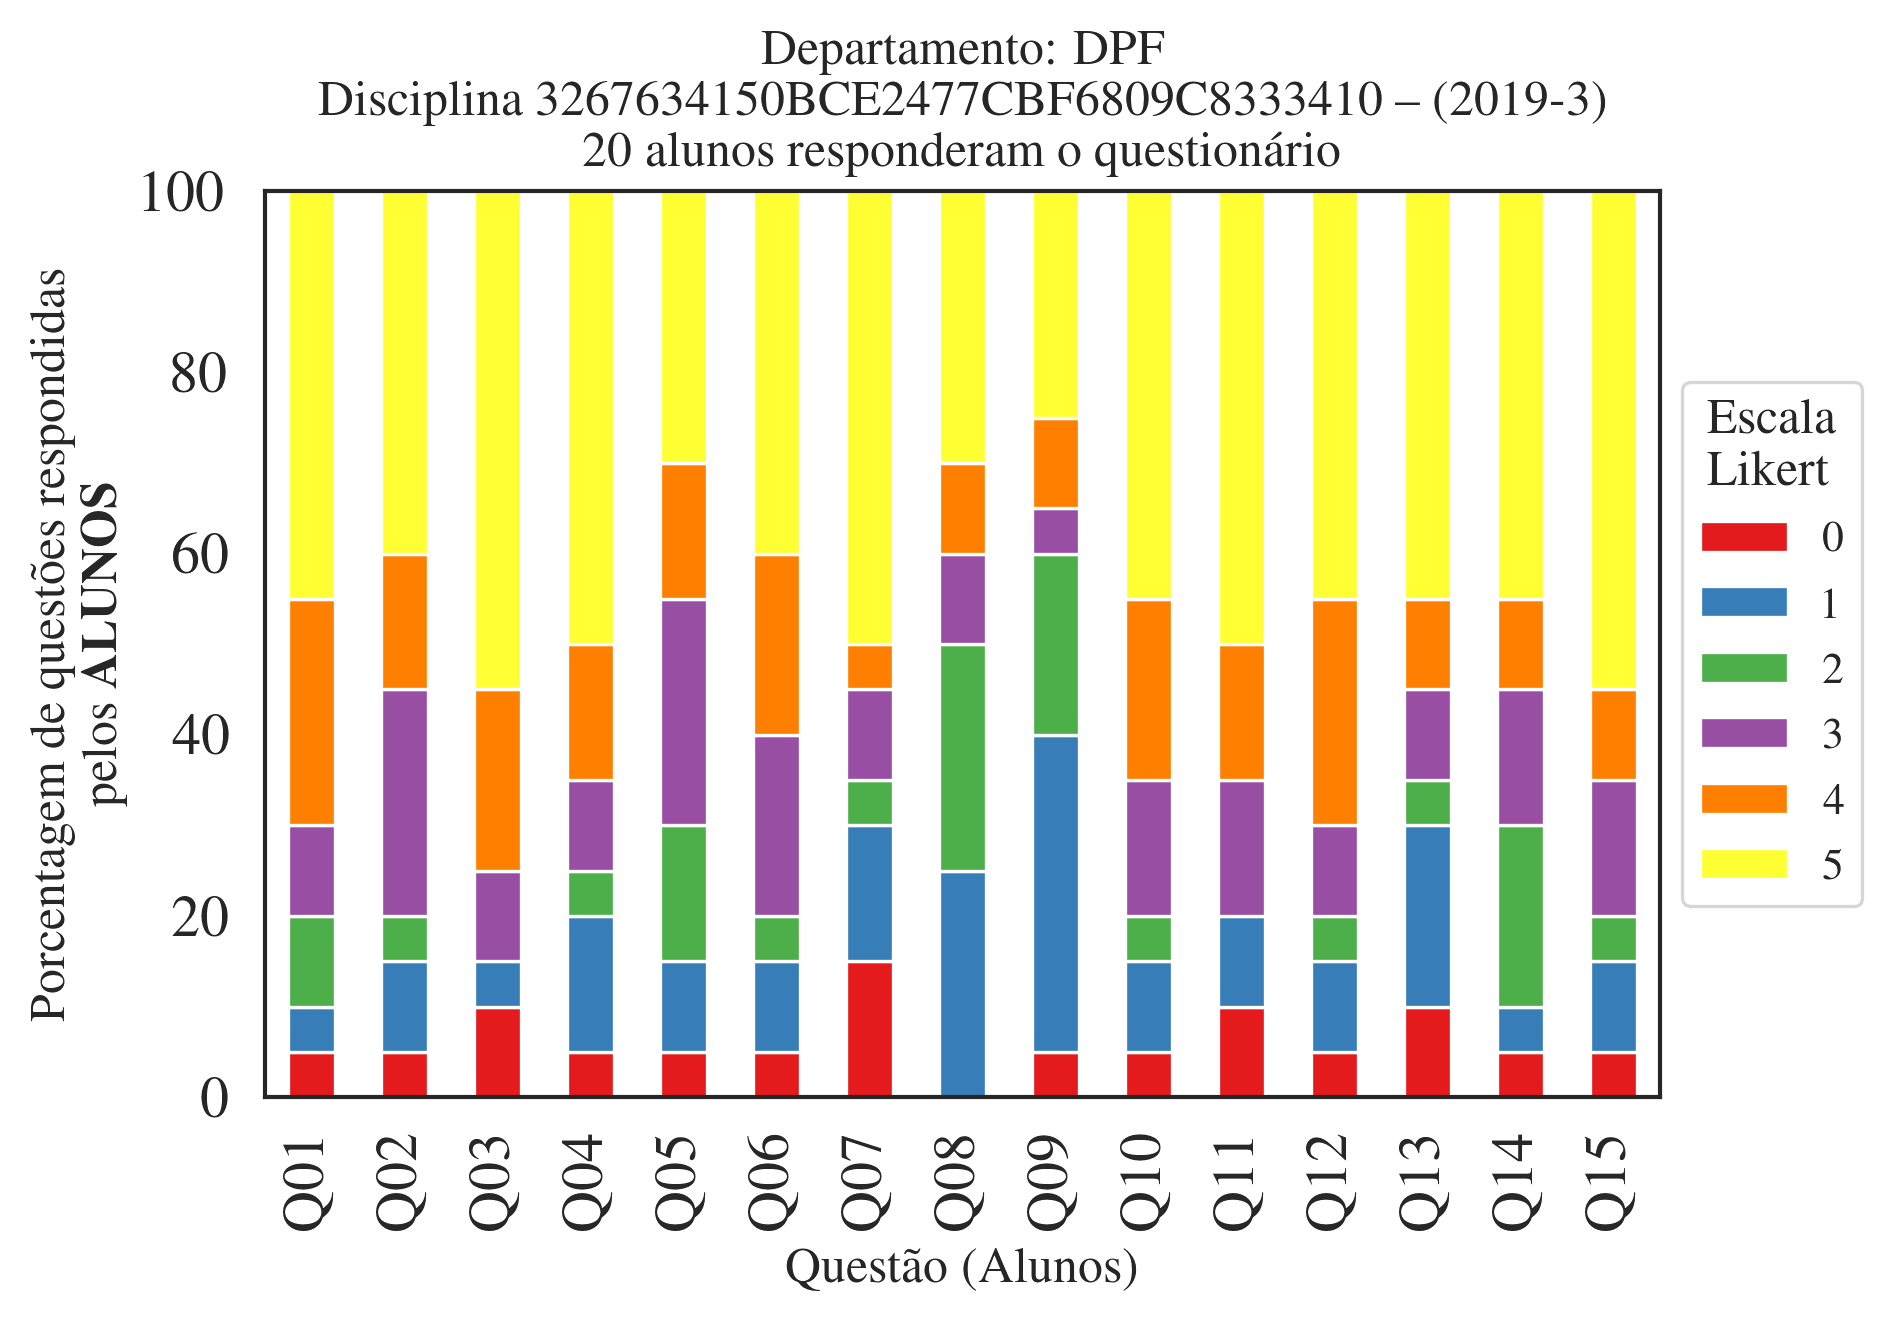 Departamento: DPF
Disciplina 3267634150BCE2477CBF6809C8333410 – (2019-3)
20 alunos responderam o questionário
Porcentagem de questões respondidas
pelos ALUNOS
100
80
60
40
20
0
Q01
Q02
Q03
Q04
Q05
Q06
Q07
Q08
Q09
Q10
Q11
Q12
Q13
Q14
Q15
Questão (Alunos)
Escala
Likert
0
1
2
3
4
5